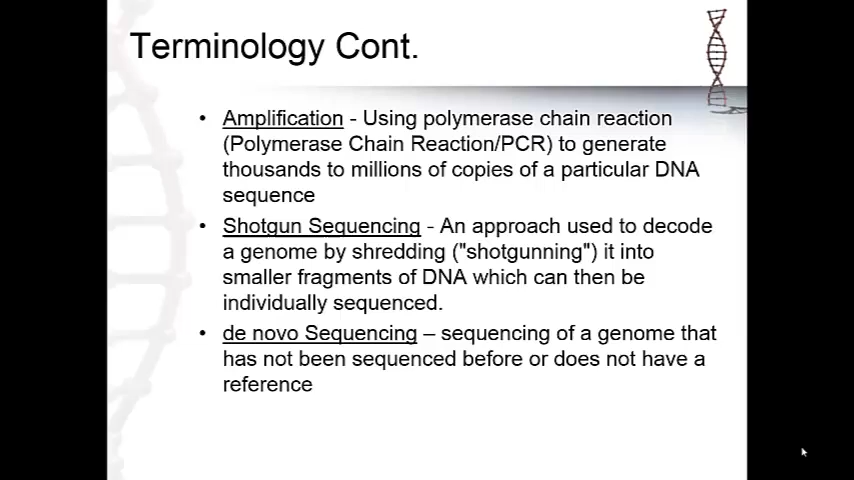 Terminology Cont.
• Amplification - Using polymerase chain reaction
(Polymerase Chain Reaction/PCR) to generate
thousands to millions of copies of a particular DNA
sequence
• Shotgun Sequencing - An approach used to decode
a genome by shredding ("shotgunning") it into
smaller fragments of DNA which can then be
individually sequenced.
• de novo Sequencing – sequencing of a genome that
has not been sequenced before or does not have a
reference